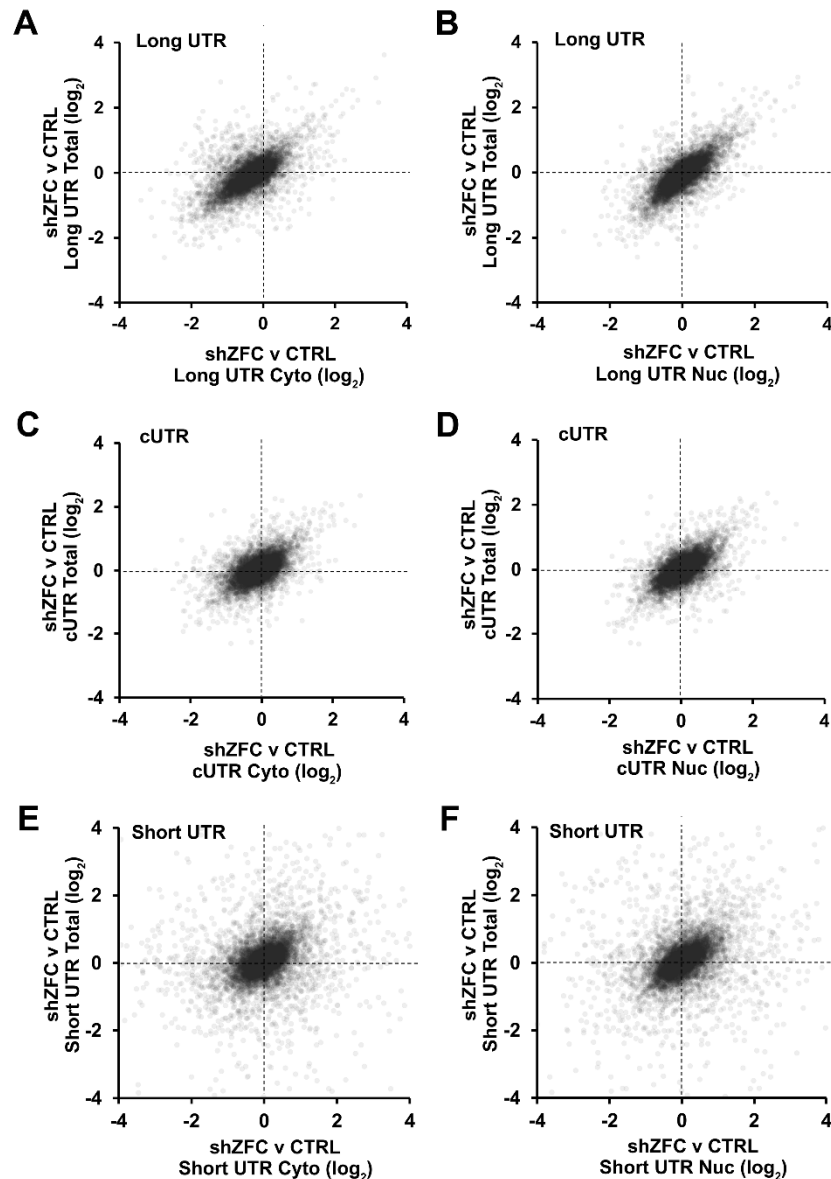 A
Long UTR
4
2
0
-2
-4
-4
-2
0
2
4
shZFC v CTRL
Long UTR Total (log2)
shZFC v CTRL
Long UTR Cyto (log2)
B
Long UTR
4
2
0
-2
-4
-4
-2
0
2
4
shZFC v CTRL
Long UTR Total (log2)
shZFC v CTRL
Long UTR Nuc (log2)
C
cUTR
4
2
0
-2
-4
-4
-2
0
2
4
shZFC v CTRL
cUTR Total (log2)
shZFC v CTRL
cUTR Cyto (log2)
D
cUTR
4
2
0
-2
-4
-4
-2
0
2
4
shZFC v CTRL
cUTR Total (log2)
shZFC v CTRL
cUTR Nuc (log2)
E
Short UTR
4
2
0
-2
-4
-4
-2
0
2
4
shZFC v CTRL
Short UTR Total (log2)
shZFC v CTRL
Short UTR Cyto (log2)
F
Short UTR
4
2
0
-2
-4
-4
-2
0
2
4
shZFC v CTRL
Short UTR Total (log2)
shZFC v CTRL
Short UTR Nuc (log2)